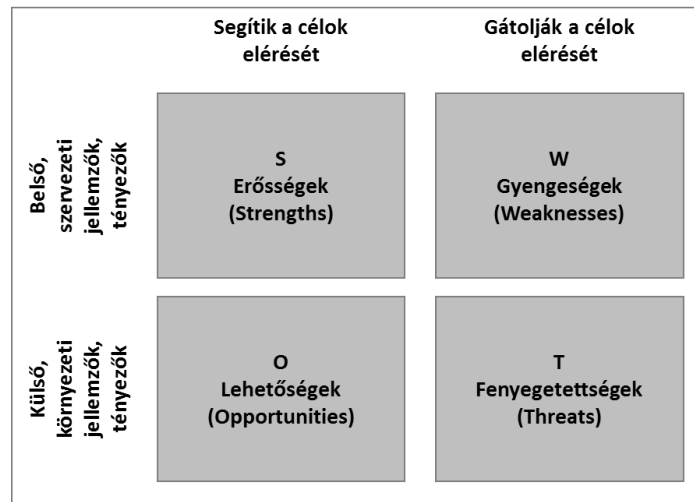 Segítik a célok
elérését
Gátolják a célok
elérését
Belső,
szervezeti
jellemzők,
tényezők
S
Erősségek
(Strengths)
W
Gyengeségek
(Weaknesses)
Külső,
környezeti
jellemzők,
tényezők
O
Lehetőségek
(Opportunities)
T
Fenyegetettségek
(Threats)